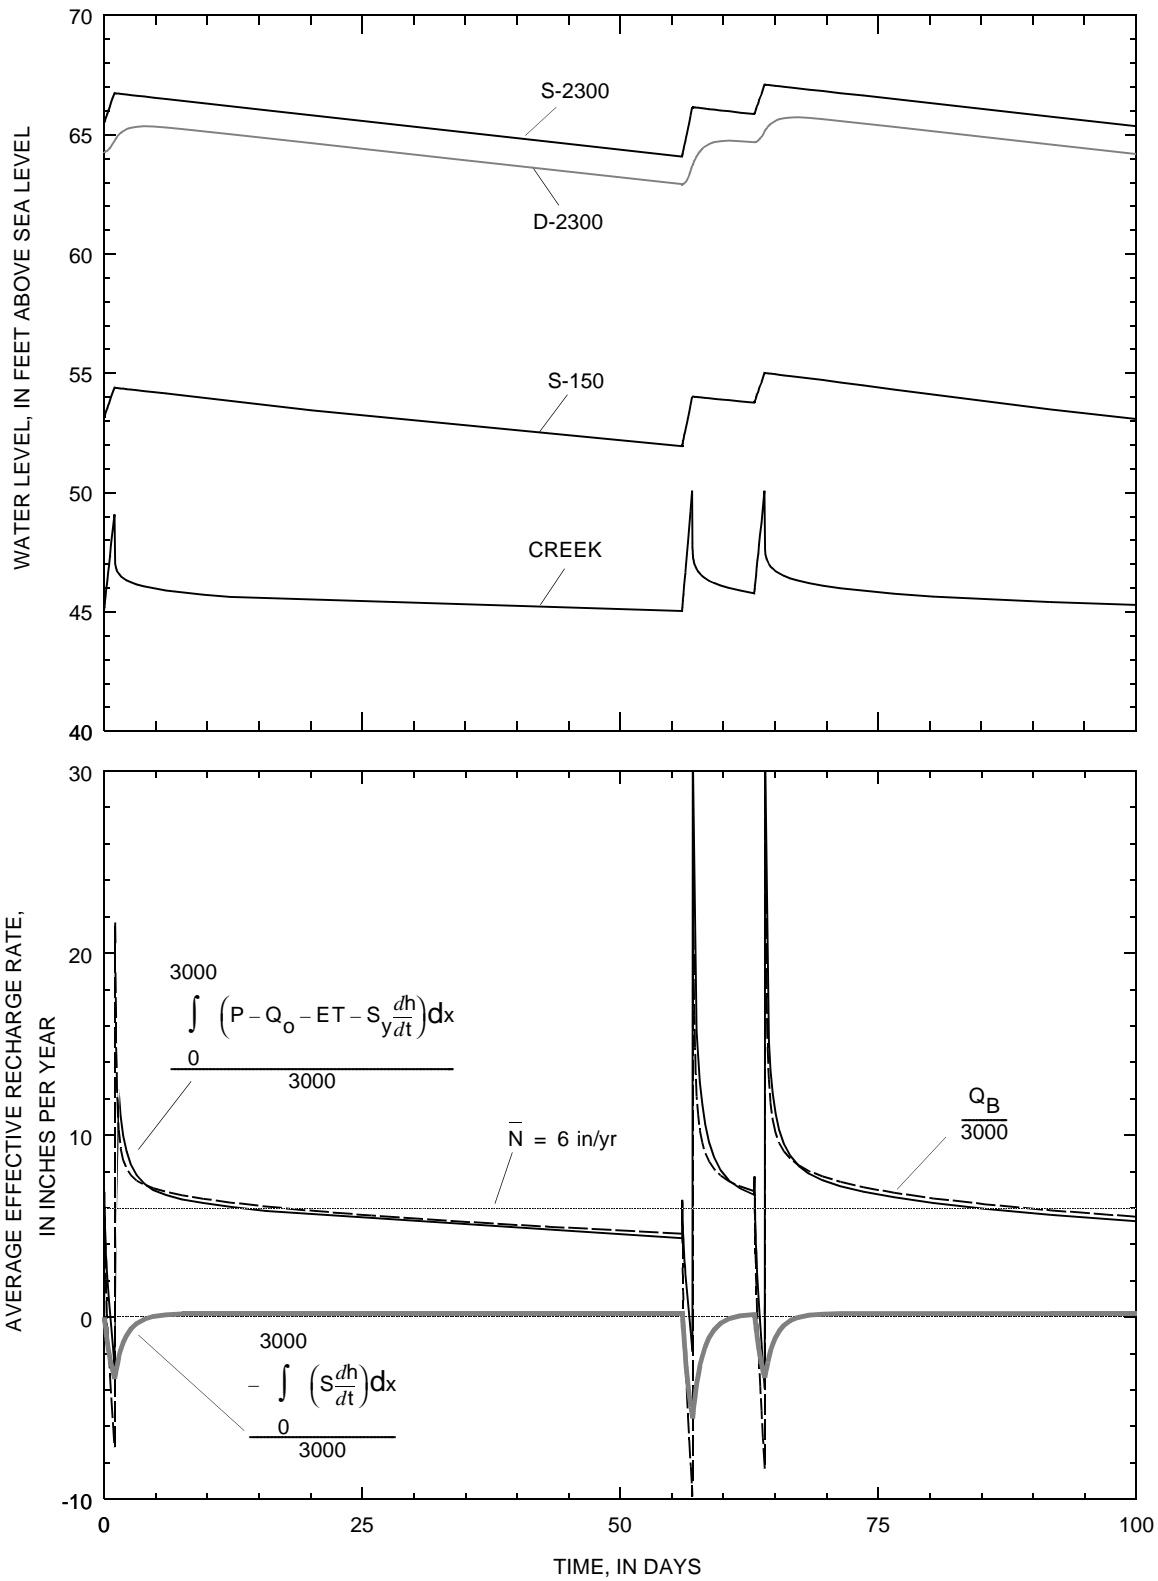 70
65
60
55
50
45
40
WATER LEVEL, IN FEET ABOVE SEA LEVEL
S-2300
D-2300
S-150
CREEK
30
20
10
0
-10
AVERAGE EFFECTIVE RECHARGE RATE,
IN INCHES PER YEAR
3000
∫ (P – Qo – ET – Sy dh/dt)dx
0
3000
N̅ = 6 in/yr
QB
3000
3000
– ∫ (S dh/dt)dx
0
3000
0
25
50
75
100
TIME, IN DAYS